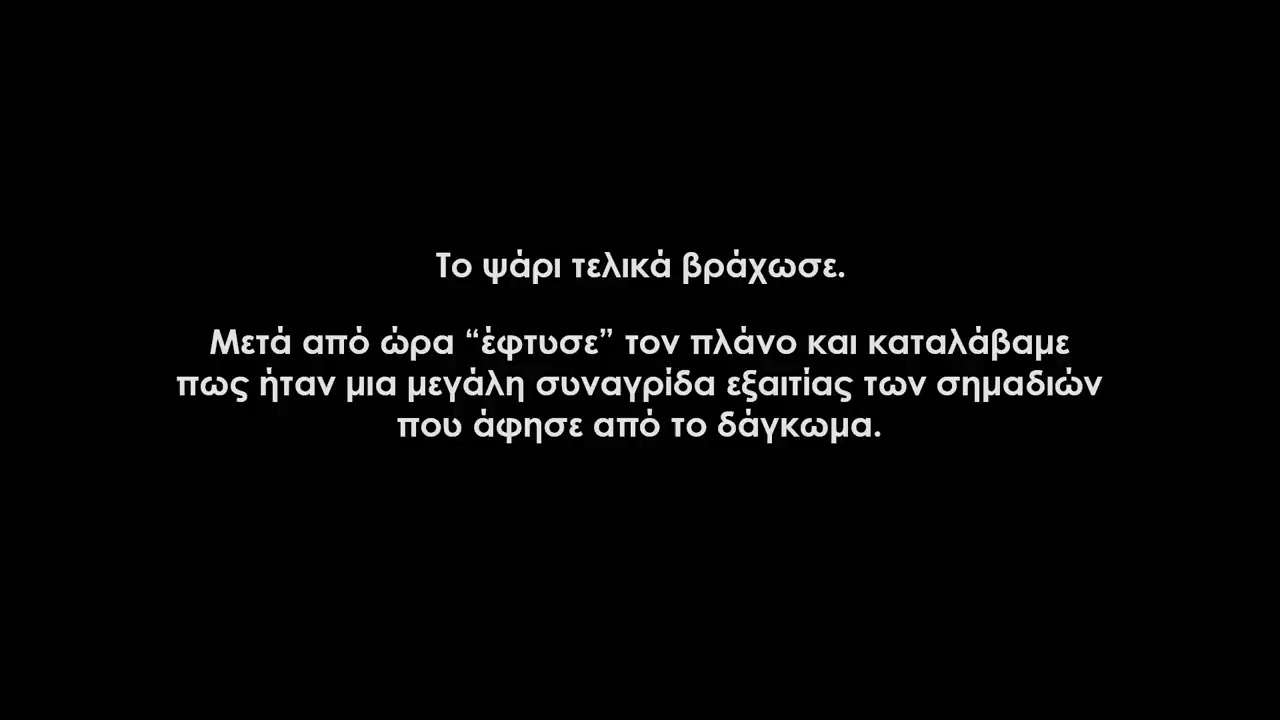 Το ψάρι τελικά βράχωσε.
Μετά από ώρα “έφτυσε” τον πλάνο και καταλάβαμε
πως ήταν μια μεγάλη συναγρίδα εξαιτίας των σημαδιών
που άφησε από το δάγκωμα.